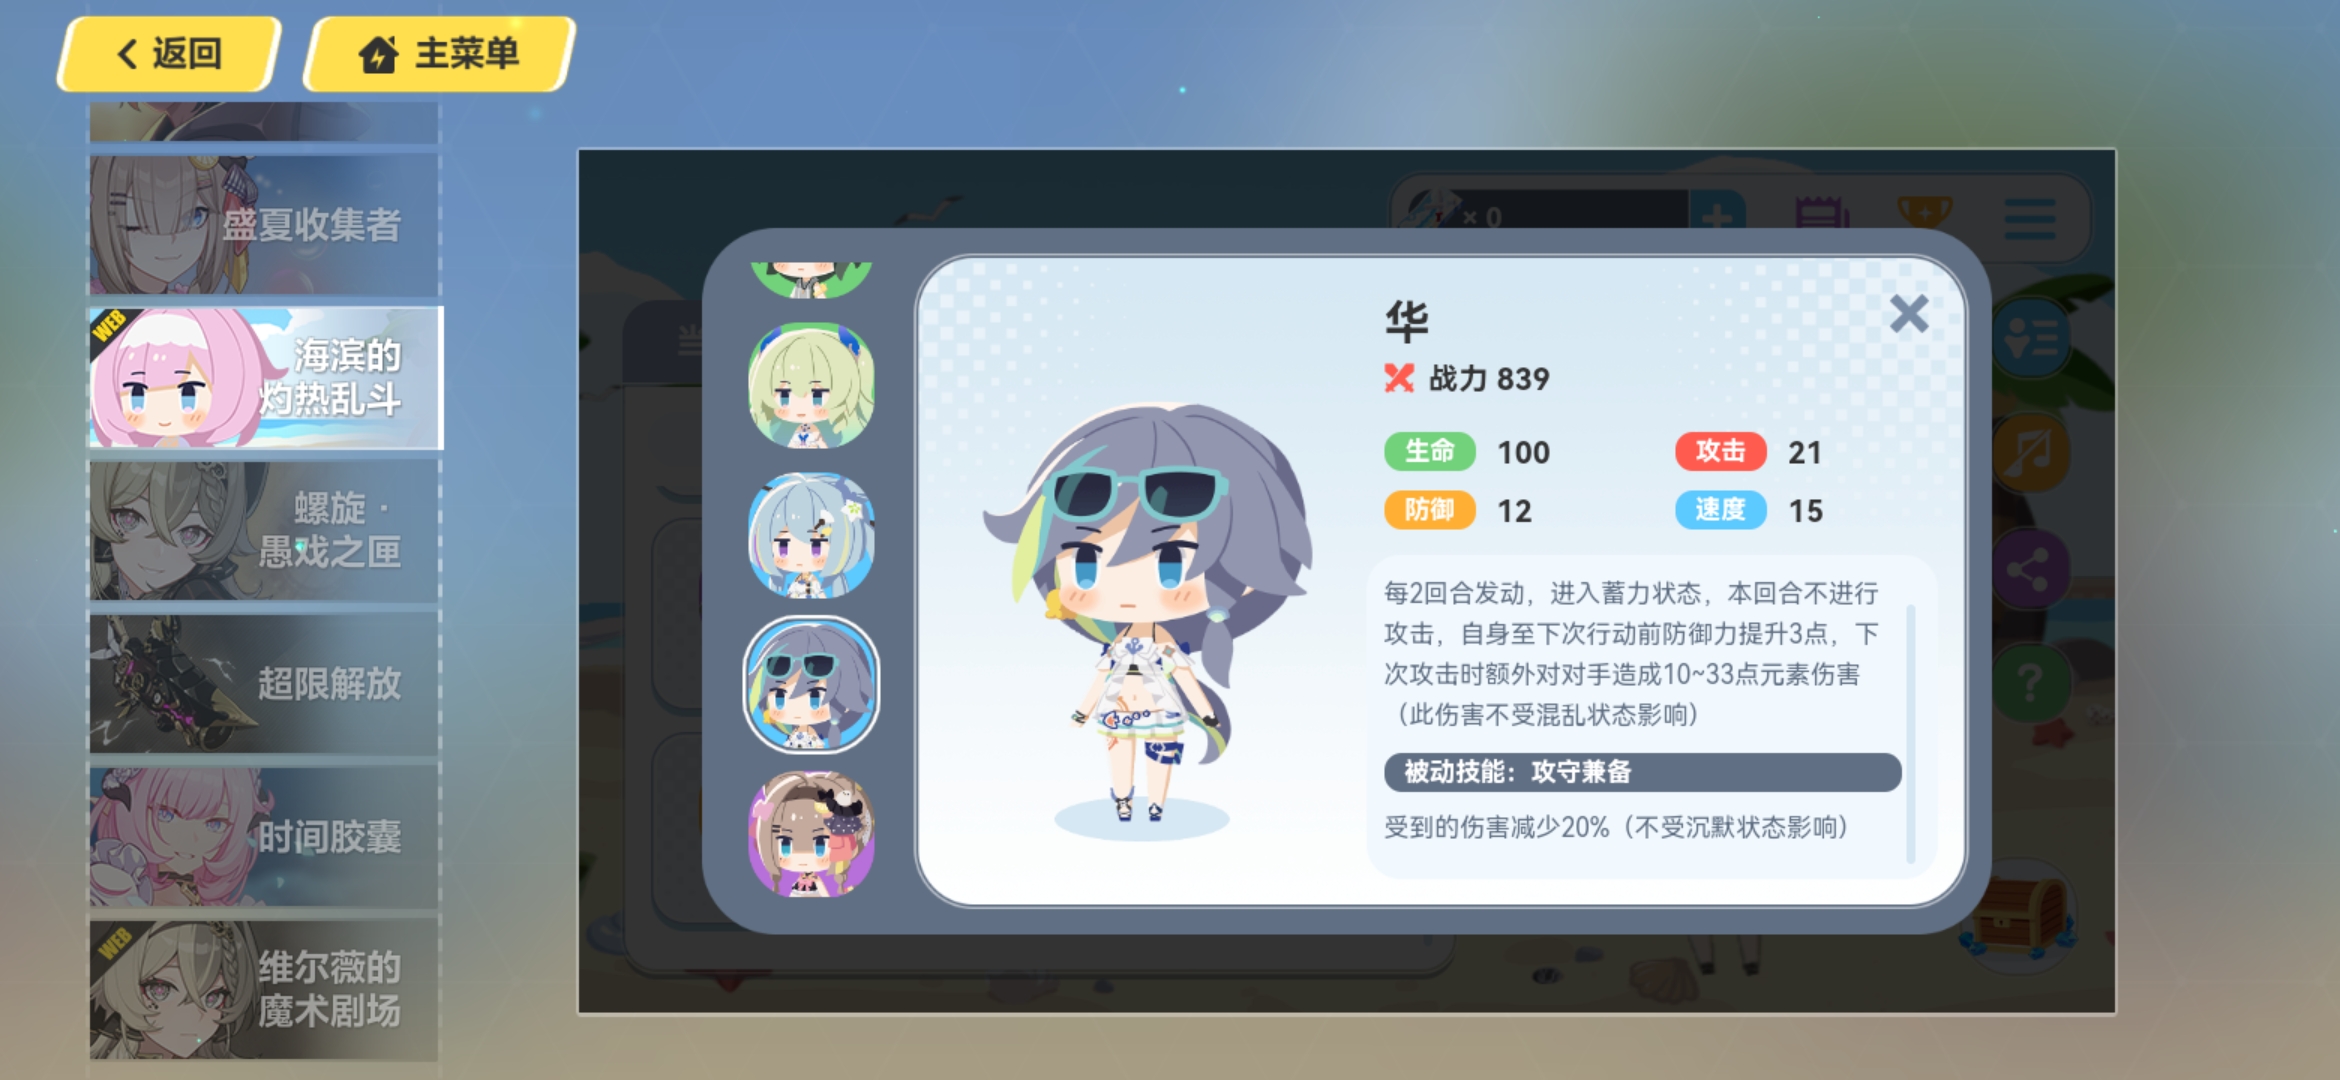 返回
主菜单
盛夏收集者
WEB
海滨的
灼热乱斗
螺旋·
愚戏之匣
超限解放
时间胶囊
WEB
维尔薇的
魔术剧场
× 0
当
华
战力 839
生命 100
攻击 21
防御 12
速度 15
每2回合发动，进入蓄力状态，本回合不进行
攻击，自身至下次行动前防御力提升3点，下
次攻击时额外对对手造成10~33点元素伤害
（此伤害不受混乱状态影响）
被动技能：攻守兼备
受到的伤害减少20%（不受沉默状态影响）
?